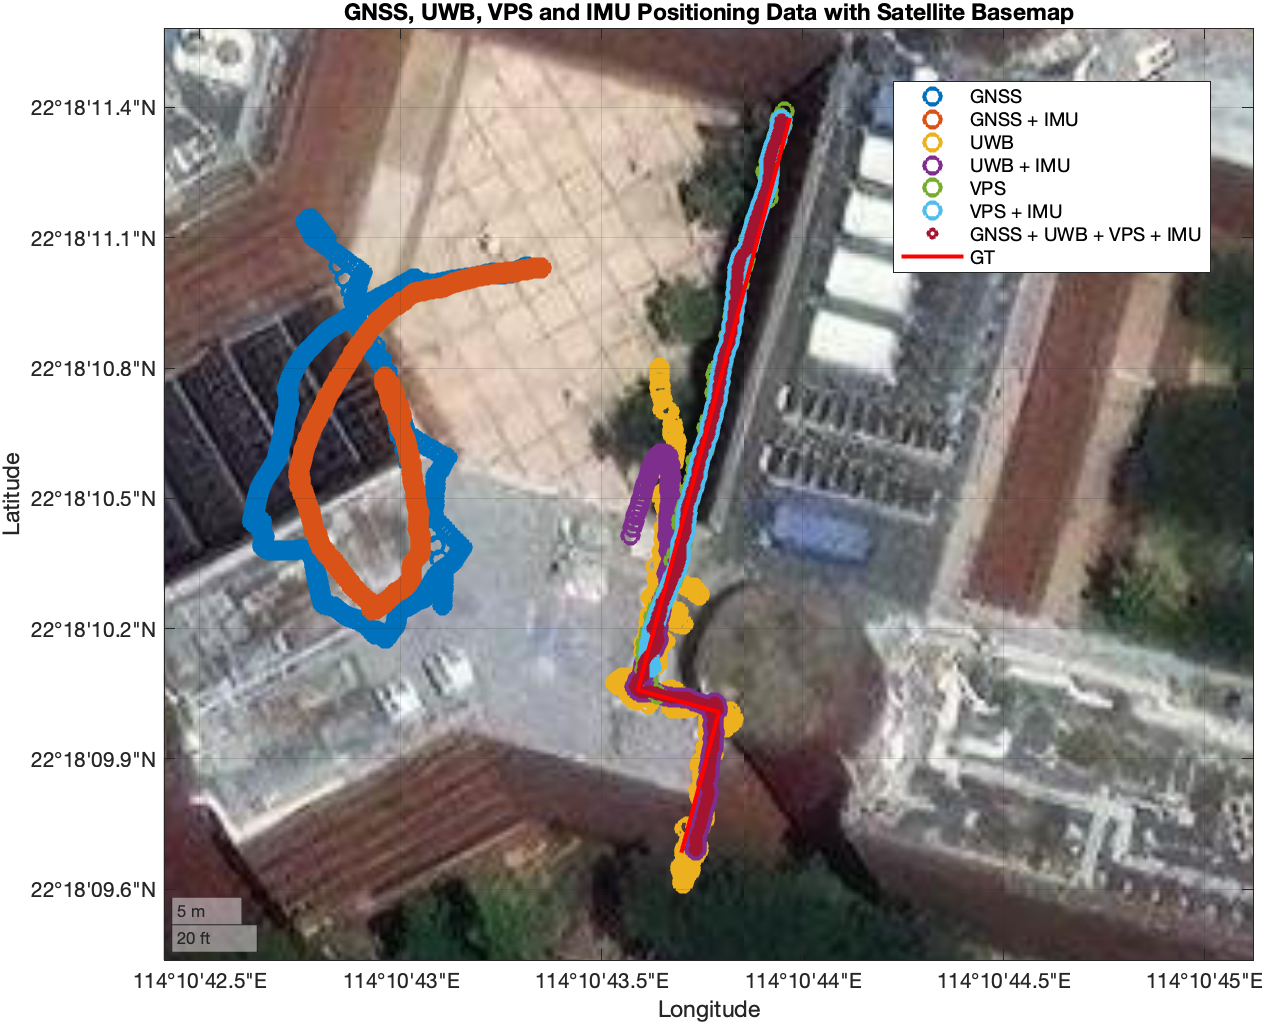 GNSS, UWB, VPS and IMU Positioning Data with Satellite Basemap
GNSS
GNSS + IMU
UWB
UWB + IMU
VPS
VPS + IMU
GNSS + UWB + VPS + IMU
GT
22°18'11.4"N
22°18'11.1"N
22°18'10.8"N
22°18'10.5"N
22°18'10.2"N
22°18'09.9"N
22°18'09.6"N
Latitude
5 m
20 ft
114°10'42.5"E
114°10'43"E
114°10'43.5"E
114°10'44"E
114°10'44.5"E
114°10'45"E
Longitude